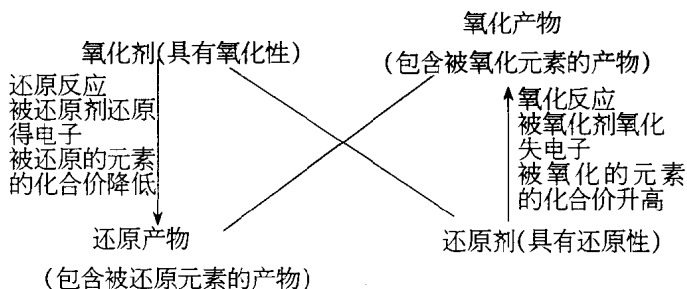 氧化产物
氧化剂(具有氧化性)
(包含被氧化元素的产物)
还原反应
被还原剂还原
得电子
被还原的元素
的化合价降低
氧化反应
被氧化剂氧化
失电子
被氧化的元素
的化合价升高
还原产物
还原剂(具有还原性)
(包含被还原元素的产物)